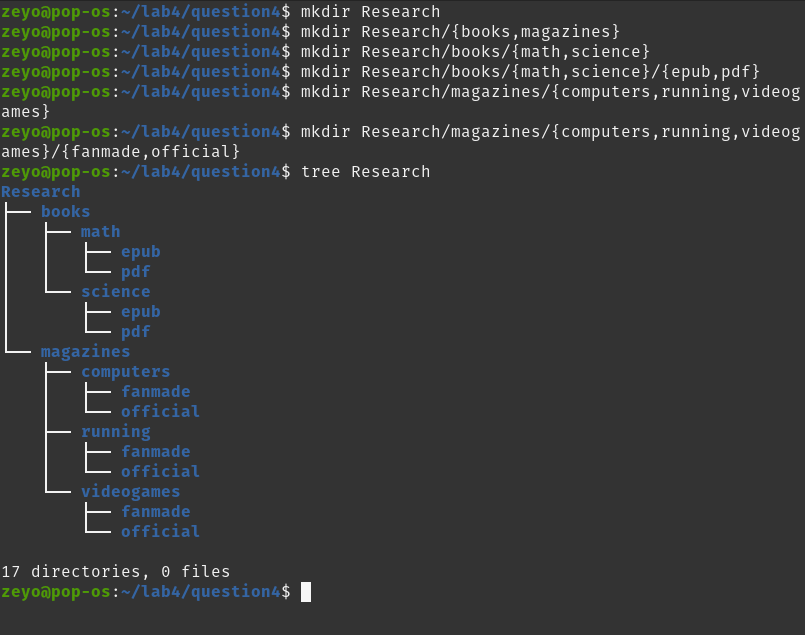 zeyo@pop-os:~/lab4/question4$ mkdir Research
zeyo@pop-os:~/lab4/question4$ mkdir Research/{books,magazines}
zeyo@pop-os:~/lab4/question4$ mkdir Research/books/{math,science}
zeyo@pop-os:~/lab4/question4$ mkdir Research/books/{math,science}/{epub,pdf}
zeyo@pop-os:~/lab4/question4$ mkdir Research/magazines/{computers,running,videog
ames}
zeyo@pop-os:~/lab4/question4$ mkdir Research/magazines/{computers,running,videog
ames}/{fanmade,official}
zeyo@pop-os:~/lab4/question4$ tree Research
Research
├── books
│   ├── math
│   │   ├── epub
│   │   └── pdf
│   └── science
│       ├── epub
│       └── pdf
└── magazines
    ├── computers
    │   ├── fanmade
    │   └── official
    ├── running
    │   ├── fanmade
    │   └── official
    └── videogames
        ├── fanmade
        └── official

17 directories, 0 files
zeyo@pop-os:~/lab4/question4$